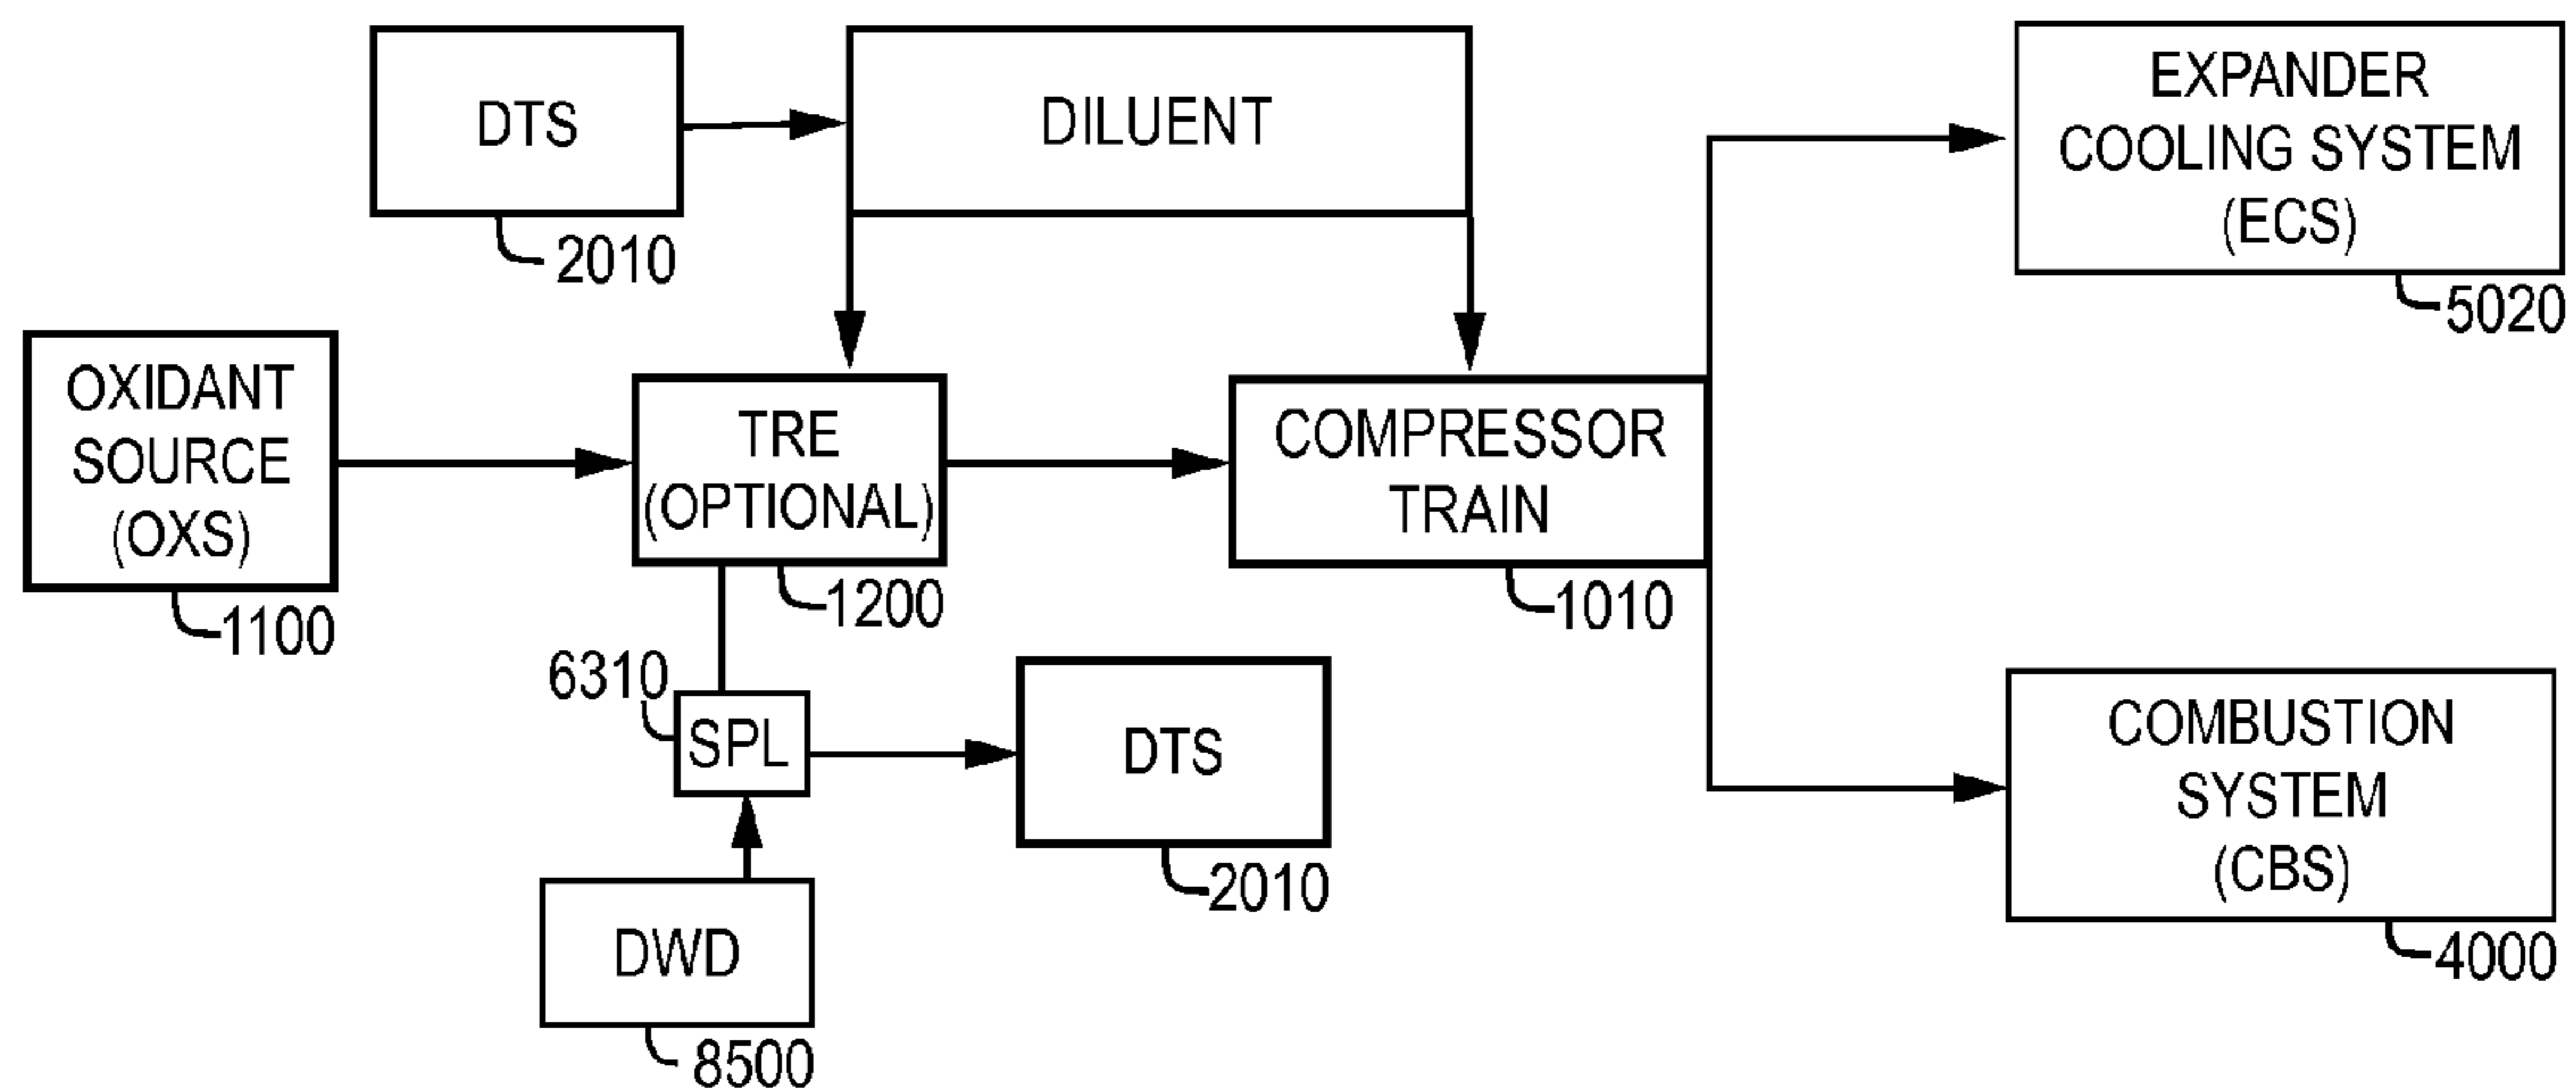 DTS
2010
DILUENT
EXPANDER
COOLING SYSTEM
(ECS)
5020
OXIDANT
SOURCE
(OXS)
1100
TRE
(OPTIONAL)
1200
COMPRESSOR
TRAIN
1010
6310
SPL
DTS
2010
COMBUSTION
SYSTEM
(CBS)
4000
DWD
8500